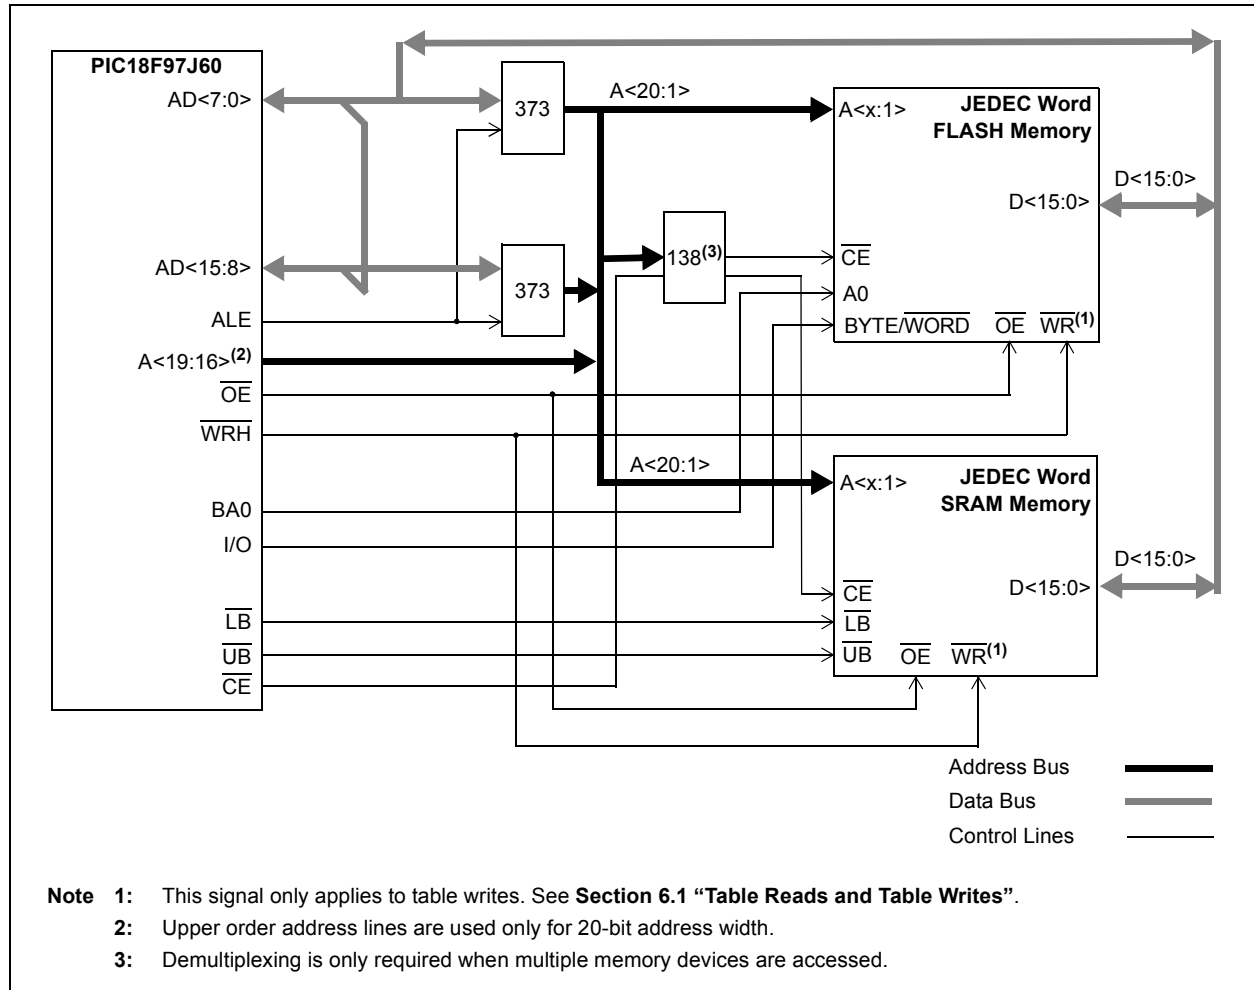 PIC18F97J60
AD<7:0>
AD<15:8>
ALE
A<19:16>(2)
OE
WRH
BA0
I/O
LB
UB
CE
373
373
A<20:1>
138(3)
A<20:1>
JEDEC Word
FLASH Memory
A<x:1>
D<15:0>
CE
A0
BYTE/WORD
OE
WR(1)
D<15:0>
JEDEC Word
SRAM Memory
A<x:1>
D<15:0>
CE
LB
UB
OE
WR(1)
D<15:0>
Address Bus
Data Bus
Control Lines
Note 1: This signal only applies to table writes. See Section 6.1 “Table Reads and Table Writes”.
2: Upper order address lines are used only for 20-bit address width.
3: Demultiplexing is only required when multiple memory devices are accessed.